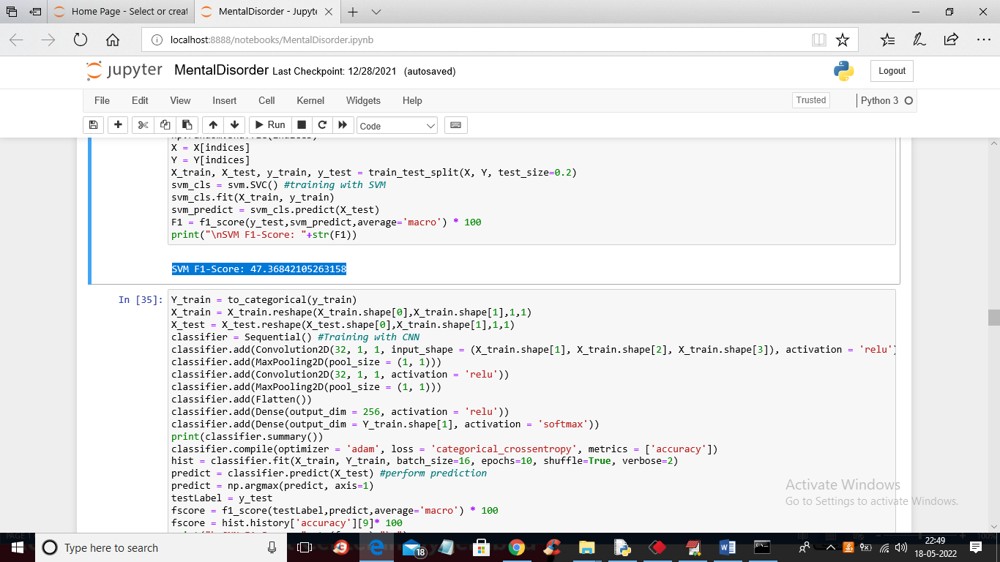 Home Page - Select or creat
MentalDisorder - Jupyte
localhost:8888/notebooks/MentalDisorder.ipynb
jupyter MentalDisorder Last Checkpoint: 12/28/2021 (autosaved)
Logout
File Edit View Insert Cell Kernel Widgets Help
Trusted
Python 3
Run
Code
X = X[indices]
Y = Y[indices]
X_train, X_test, y_train, y_test = train_test_split(X, Y, test_size=0.2)
svm_cls = svm.SVC() #training with SVM
svm_cls.fit(X_train, y_train)
svm_predict = svm_cls.predict(X_test)
F1 = f1_score(y_test,svm_predict,average='macro') * 100
print("\nSVM F1-Score: "+str(F1))
SVM F1-Score: 47.36842105263158
In [35]:
Y_train = to_categorical(y_train)
X_train = X_train.reshape(X_train.shape[0],X_train.shape[1],1,1)
X_test = X_test.reshape(X_test.shape[0],X_train.shape[1],1,1)
classifier = Sequential() #Training with CNN
classifier.add(Convolution2D(32, 1, 1, input_shape = (X_train.shape[1], X_train.shape[2], X_train.shape[3]), activation = 'relu')
classifier.add(MaxPooling2D(pool_size = (1, 1)))
classifier.add(Convolution2D(32, 1, 1, activation = 'relu'))
classifier.add(MaxPooling2D(pool_size = (1, 1)))
classifier.add(Flatten())
classifier.add(Dense(output_dim = 256, activation = 'relu'))
classifier.add(Dense(output_dim = Y_train.shape[1], activation = 'softmax'))
print(classifier.summary())
classifier.compile(optimizer = 'adam', loss = 'categorical_crossentropy', metrics = ['accuracy'])
hist = classifier.fit(X_train, Y_train, batch_size=16, epochs=10, shuffle=True, verbose=2)
predict = classifier.predict(X_test) #perform prediction
predict = np.argmax(predict, axis=1)
testLabel = y_test
fscore = f1_score(testLabel,predict,average='macro') * 100
fscore = hist.history['accuracy'][9]* 100
Activate Windows
Go to Settings to activate Windows.
Type here to search
18
22:49
18-05-2022